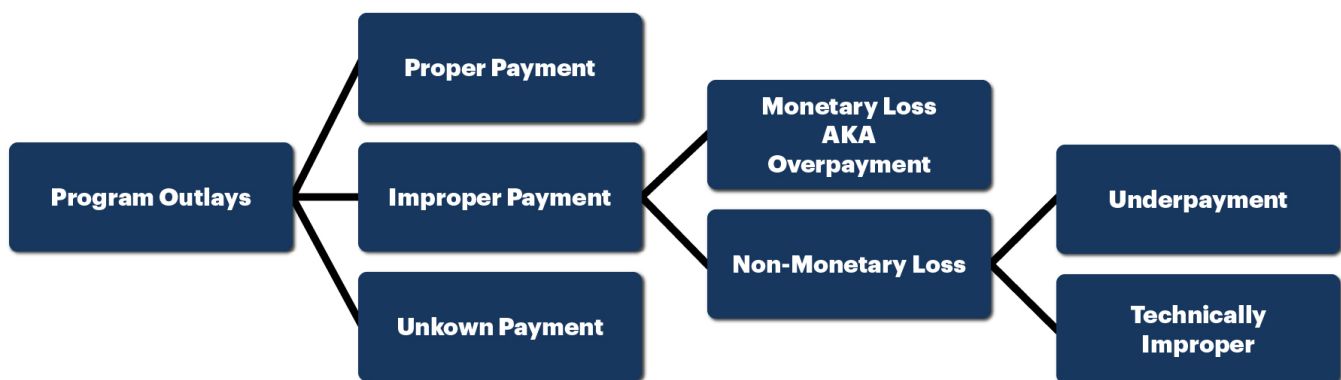 Program Outlays
Proper Payment
Improper Payment
Unkown Payment
Monetary Loss
AKA
Overpayment
Non-Monetary Loss
Underpayment
Technically
Improper